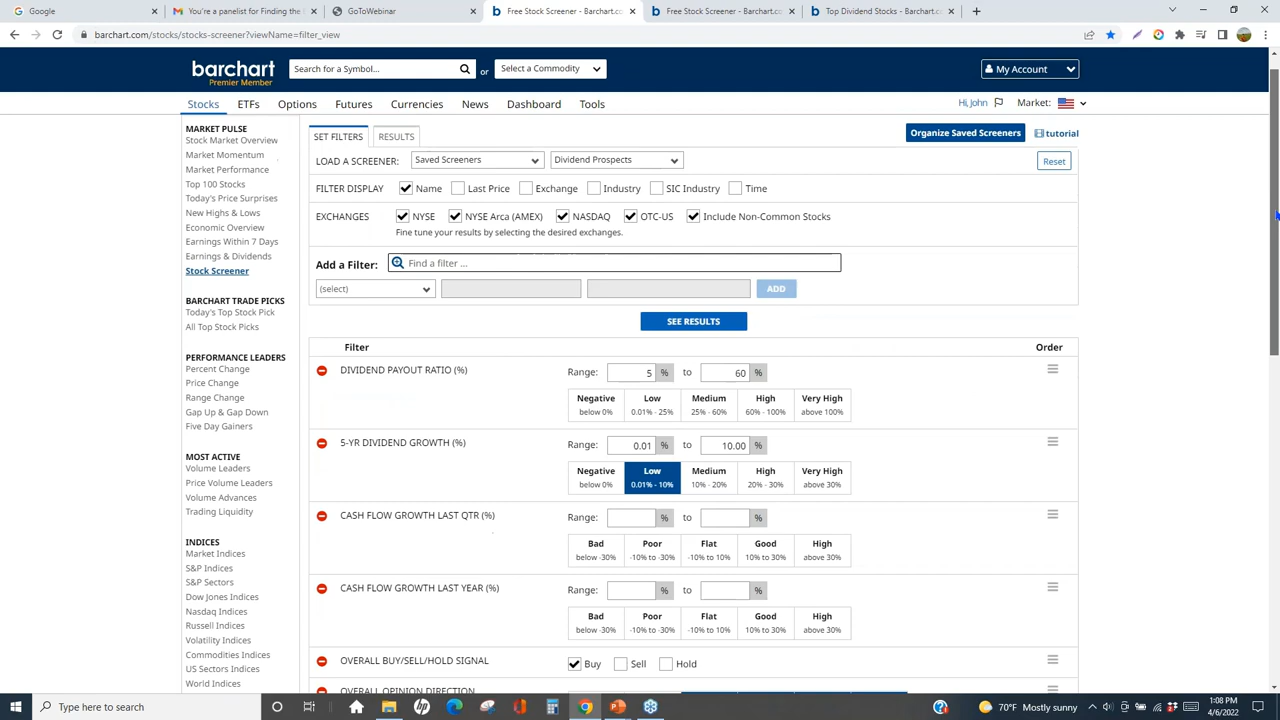 Google
You're a finalist for Finding the S
GoToWebinar
Free Stock Screener - Barchart.co
Free Stock Screener - Barchart.co
Top Dividend Stocks - Barchart.co
barchart.com/stocks/stocks-screener?viewName=filter_view
barchart
Premier Member
Search for a Symbol...
or
Select a Commodity
My Account
Stocks ETFs Options Futures Currencies News Dashboard Tools
Hi, John Market:
MARKET PULSE
Stock Market Overview
Market Momentum
Market Performance
Top 100 Stocks
Today's Price Surprises
New Highs & Lows
Economic Overview
Earnings Within 7 Days
Earnings & Dividends
Stock Screener
BARCHART TRADE PICKS
Today's Top Stock Pick
All Top Stock Picks
PERFORMANCE LEADERS
Percent Change
Price Change
Range Change
Gap Up & Gap Down
Five Day Gainers
MOST ACTIVE
Volume Leaders
Price Volume Leaders
Volume Advances
Trading Liquidity
INDICES
Market Indices
S&P Indices
S&P Sectors
Dow Jones Indices
Nasdaq Indices
Russell Indices
Volatility Indices
Commodities Indices
US Sectors Indices
World Indices
SET FILTERS RESULTS
Organize Saved Screeners
tutorial
LOAD A SCREENER: Saved Screeners Dividend Prospects Reset
FILTER DISPLAY Name Last Price Exchange Industry SIC Industry Time
EXCHANGES NYSE NYSE Arca (AMEX) NASDAQ OTC-US Include Non-Common Stocks
Fine tune your results by selecting the desired exchanges.
Add a Filter: Find a filter ...
(select) ADD
SEE RESULTS
Filter Order
DIVIDEND PAYOUT RATIO (%) Range: 5 % to 60 %
Negative Low Medium High Very High
below 0% 0.01% - 25% 25% - 60% 60% - 100% above 100%
5-YR DIVIDEND GROWTH (%) Range: 0.01 % to 10.00 %
Negative Low Medium High Very High
below 0% 0.01% - 10% 10% - 20% 20% - 30% above 30%
CASH FLOW GROWTH LAST QTR (%) Range: % to %
Bad Poor Flat Good High
below -30% -10% to -30% -10% to 10% 10% to 30% above 30%
CASH FLOW GROWTH LAST YEAR (%) Range: % to %
Bad Poor Flat Good High
below -30% -10% to -30% -10% to 10% 10% to 30% above 30%
OVERALL BUY/SELL/HOLD SIGNAL Buy Sell Hold
OVERALL OPINION DIRECTION
Type here to search
70°F Mostly sunny
1:08 PM
4/6/2022